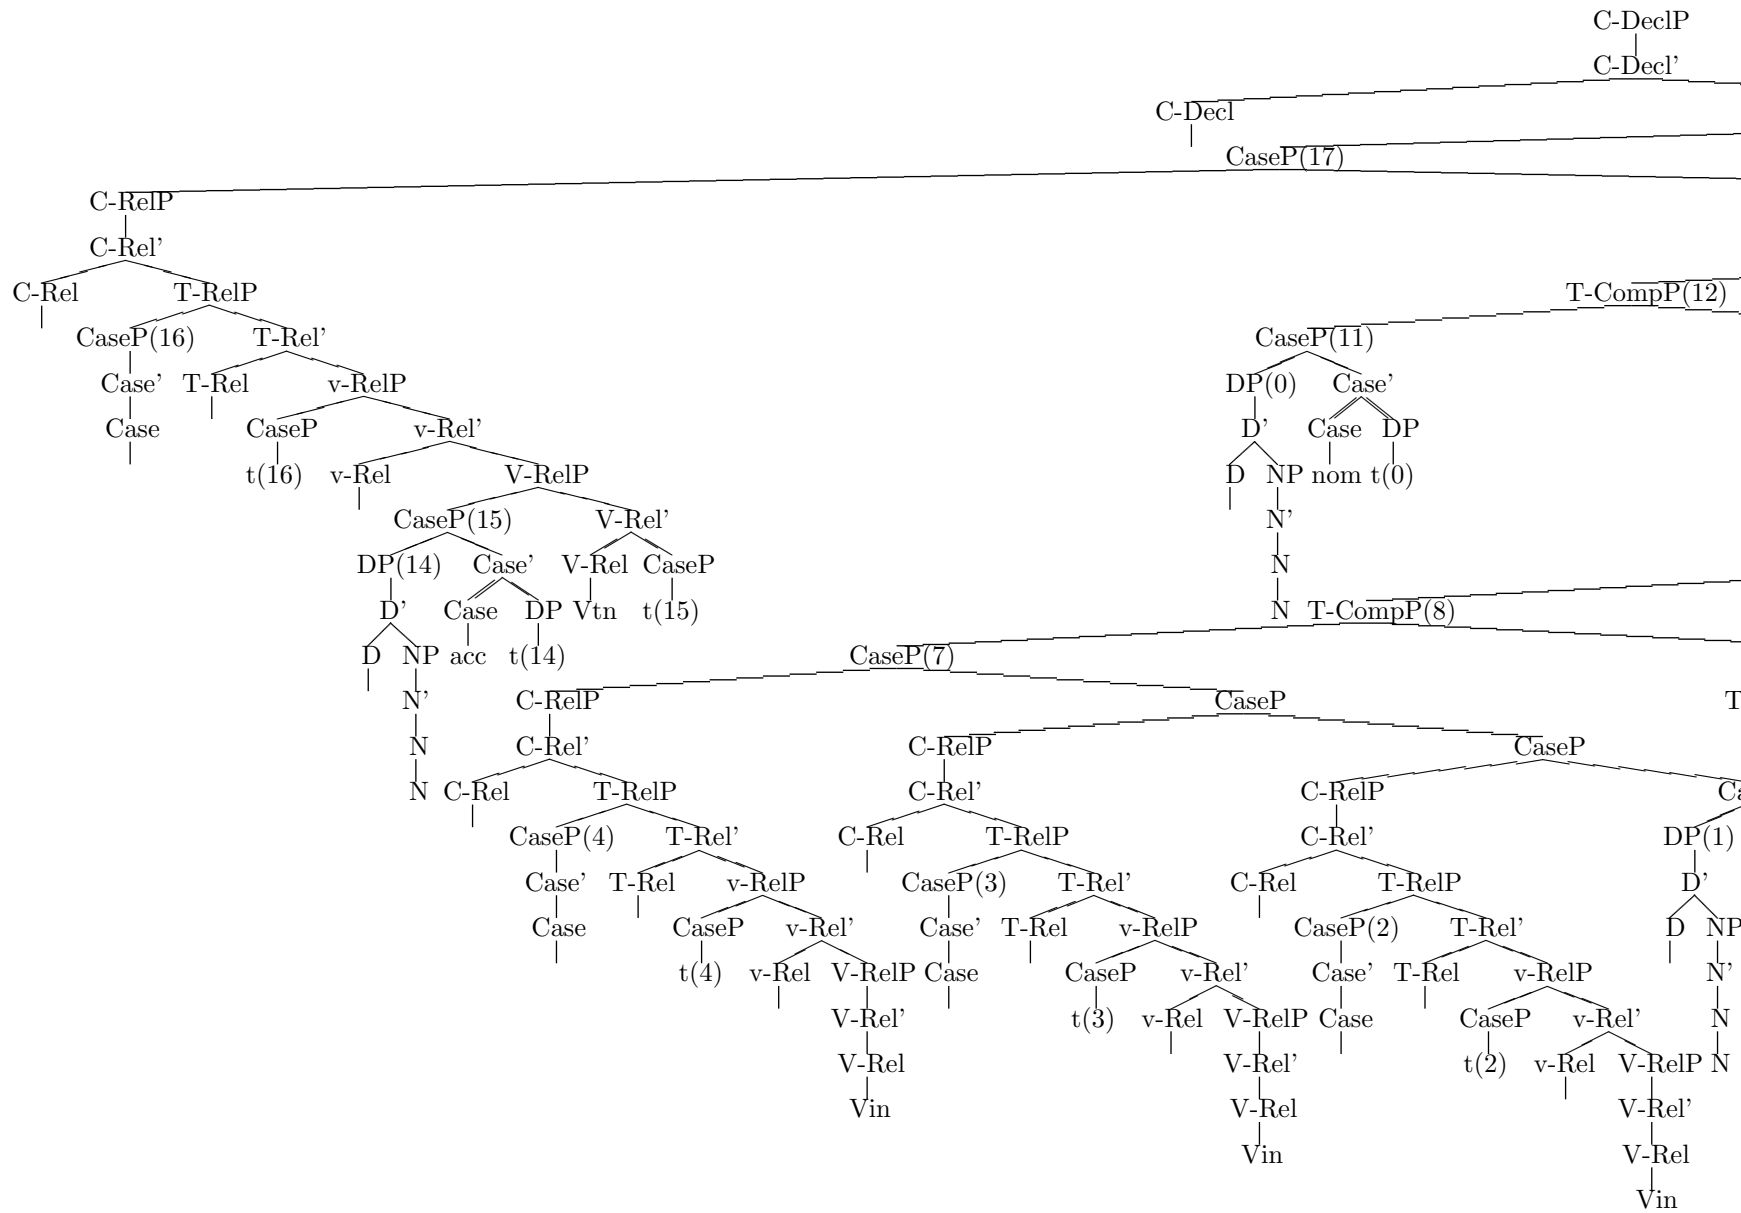 C-DeclP
C-Decl'
C-Decl
CaseP(17)
C-RelP
C-Rel'
C-Rel T-RelP T-CompP(12)
CaseP(16) T-Rel' CaseP(11)
Case' T-Rel v-RelP DP(0) Case'
Case CaseP v-Rel' D' Case DP
t(16) v-Rel V-RelP D NP nom t(0)
CaseP(15) V-Rel' N'
DP(14) Case' V-Rel CaseP N
D' Case DP Vtn t(15) N T-CompP(8)
D NP acc t(14) CaseP(7)
N' C-RelP CaseP T
N C-Rel' C-RelP CaseP
N C-Rel T-RelP C-Rel' C-RelP
CaseP(4) T-Rel' C-Rel T-RelP C-Rel' DP(1)
Case' T-Rel v-RelP CaseP(3) T-Rel' C-Rel T-RelP D'
Case CaseP v-Rel' Case' T-Rel v-RelP CaseP(2) T-Rel' D NP
t(4) v-Rel V-RelP Case CaseP v-Rel' Case' T-Rel v-RelP N'
V-Rel' t(3) v-Rel V-RelP Case CaseP v-Rel' N
V-Rel V-Rel' t(2) v-Rel V-RelP N
Vin V-Rel V-Rel'
Vin V-Rel
Vin